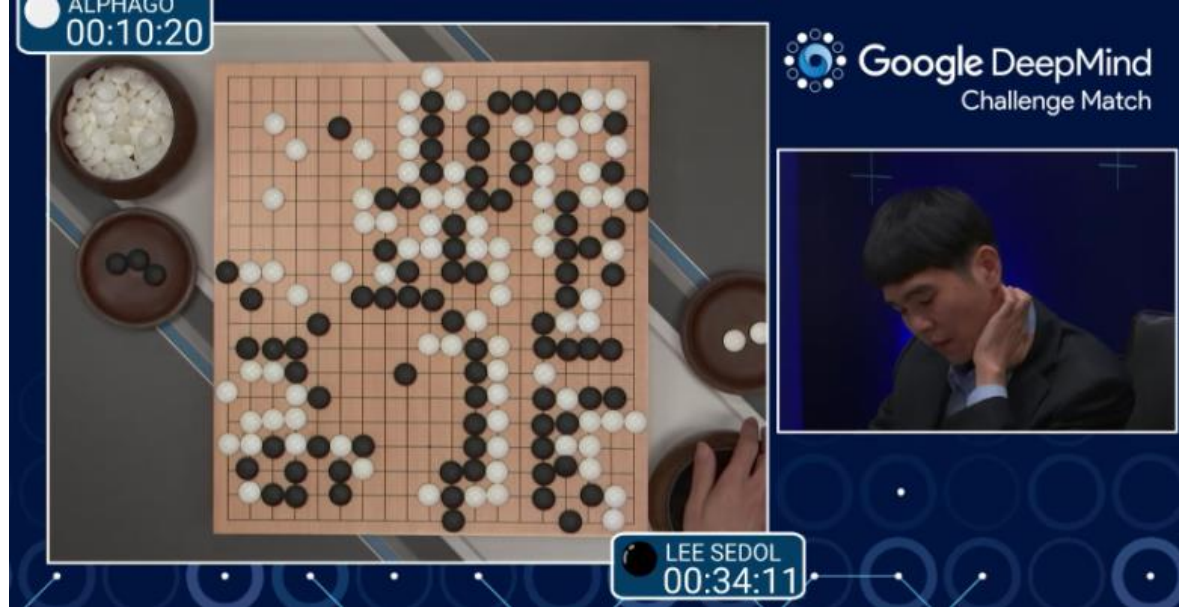 ALPHAGO
00:10:20
Google DeepMind
Challenge Match
LEE SEDOL
00:34:11